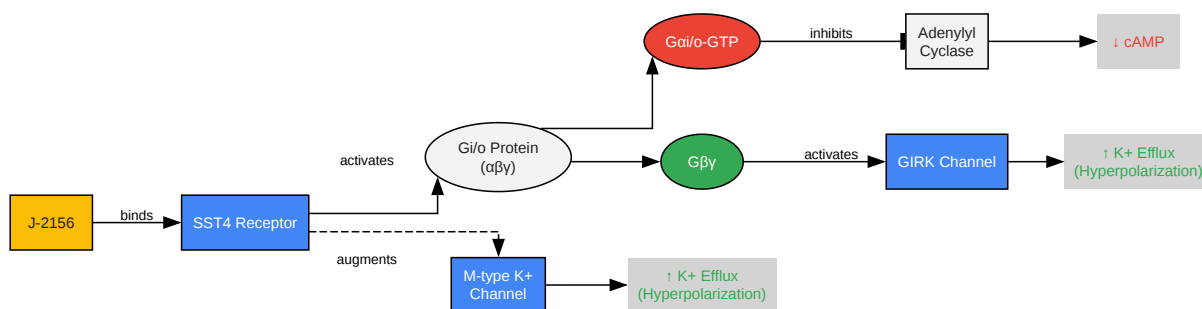 Gαi/o-GTP
inhibits
Adenylyl
Cyclase
↓ cAMP
activates
Gi/o Protein
(αβγ)
Gβγ
activates
GIRK Channel
↑ K+ Efflux
(Hyperpolarization)
J-2156
binds
SST4 Receptor
augments
M-type K+
Channel
↑ K+ Efflux
(Hyperpolarization)